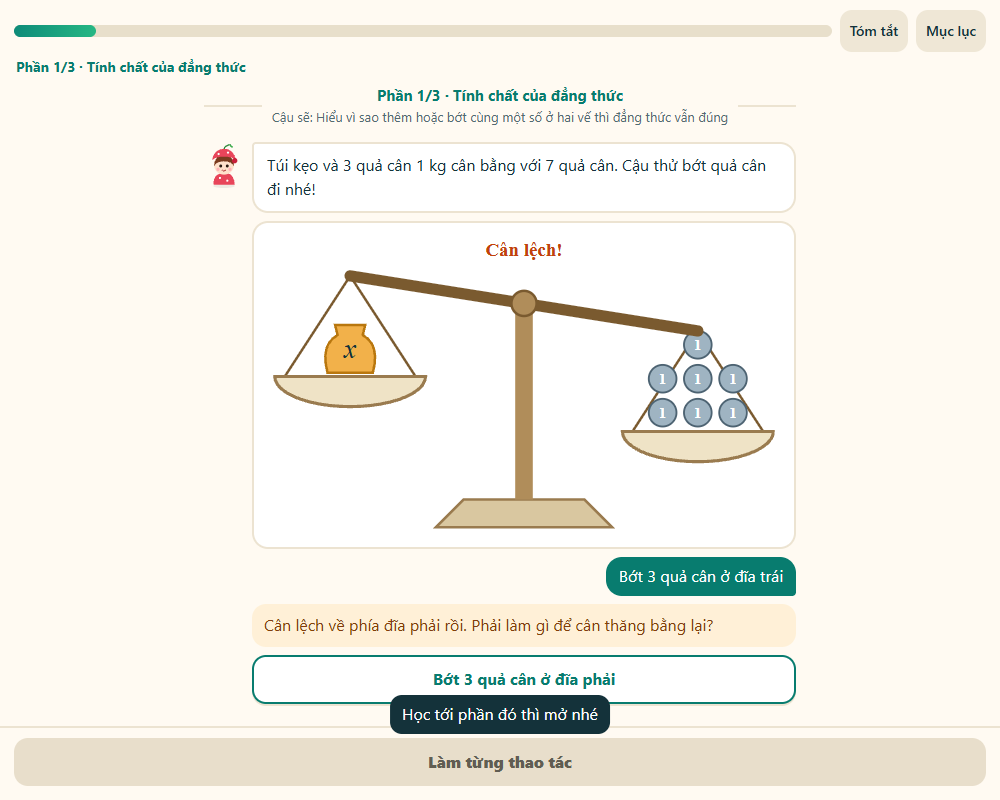 Tóm tắt
Mục lục
Phần 1/3 · Tính chất của đẳng thức
Phần 1/3 · Tính chất của đẳng thức
Cậu sẽ: Hiểu vì sao thêm hoặc bớt cùng một số ở hai vế thì đẳng thức vẫn đúng
Túi kẹo và 3 quả cân 1 kg cân bằng với 7 quả cân. Cậu thử bớt quả cân
đi nhé!
Cân lệch!
x
1
1 1 1
1 1 1
Bớt 3 quả cân ở đĩa trái
Cân lệch về phía đĩa phải rồi. Phải làm gì để cân thăng bằng lại?
Bớt 3 quả cân ở đĩa phải
Học tới phần đó thì mở nhé
Làm từng thao tác